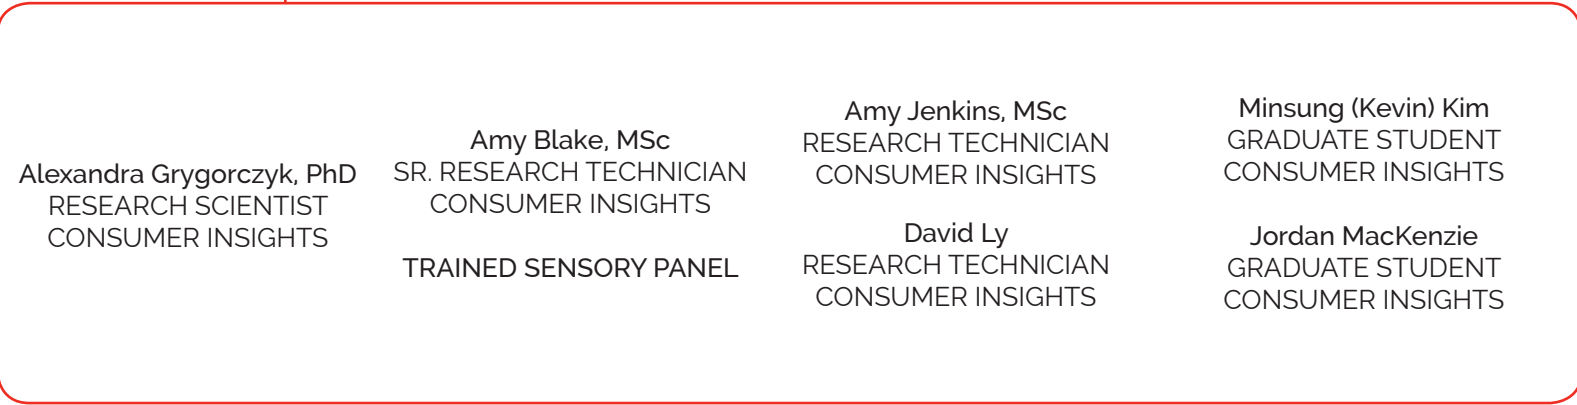 Alexandra Grygorczyk, PhD
RESEARCH SCIENTIST
CONSUMER INSIGHTS
Amy Blake, MSc
SR. RESEARCH TECHNICIAN
CONSUMER INSIGHTS
TRAINED SENSORY PANEL
Amy Jenkins, MSc
RESEARCH TECHNICIAN
CONSUMER INSIGHTS
David Ly
RESEARCH TECHNICIAN
CONSUMER INSIGHTS
Minsung (Kevin) Kim
GRADUATE STUDENT
CONSUMER INSIGHTS
Jordan MacKenzie
GRADUATE STUDENT
CONSUMER INSIGHTS